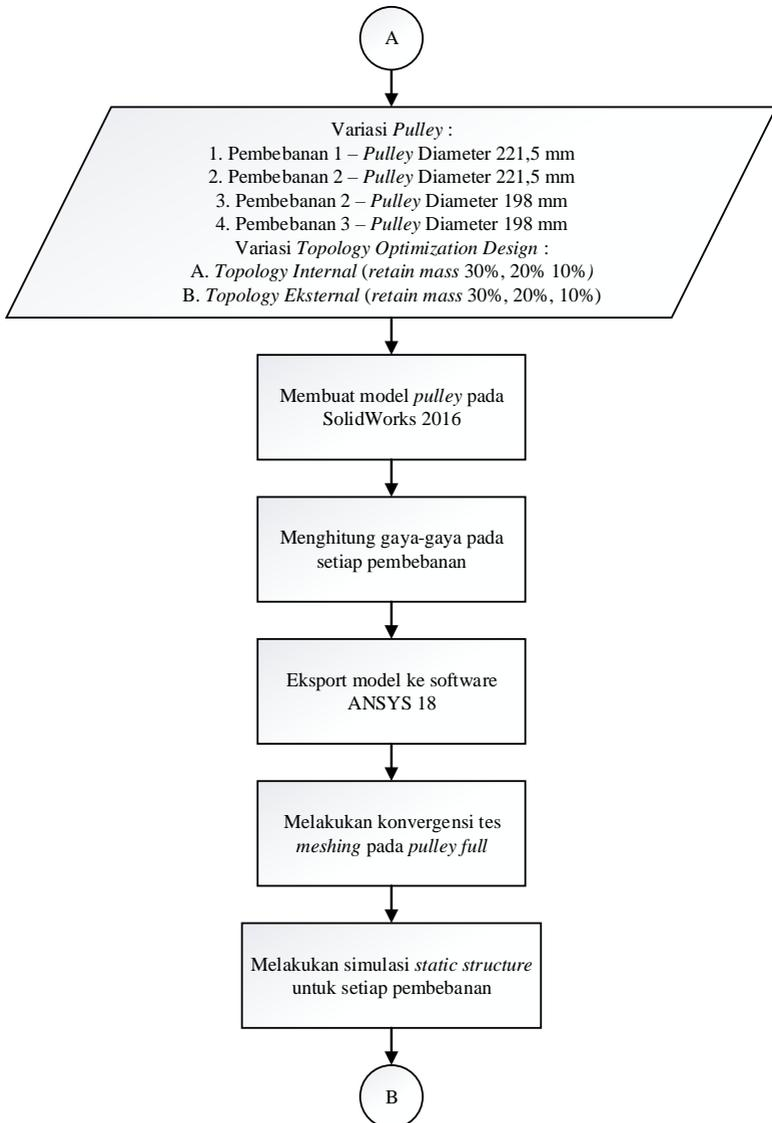 A
Variasi Pulley :
1. Pembebanan 1 – Pulley Diameter 221,5 mm
2. Pembebanan 2 – Pulley Diameter 221,5 mm
3. Pembebanan 2 – Pulley Diameter 198 mm
4. Pembebanan 3 – Pulley Diameter 198 mm
Variasi Topology Optimization Design :
A. Topology Internal (retain mass 30%, 20% 10%)
B. Topology Eksternal (retain mass 30%, 20%, 10%)
Membuat model pulley pada
SolidWorks 2016
Menghitung gaya-gaya pada
setiap pembebanan
Eksport model ke software
ANSYS 18
Melakukan konvergensi tes
meshing pada pulley full
Melakukan simulasi static structure
untuk setiap pembebanan
B